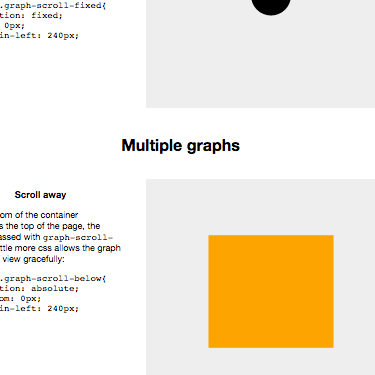 .graph-scroll-fixed{
tion: fixed;
0px;
in-left: 240px;
Multiple graphs
Scroll away
om of the container
s the top of the page, the
assed with graph-scroll-
ttle more css allows the graph
view gracefully:
.graph-scroll-below{
tion: absolute;
om: 0px;
in-left: 240px;